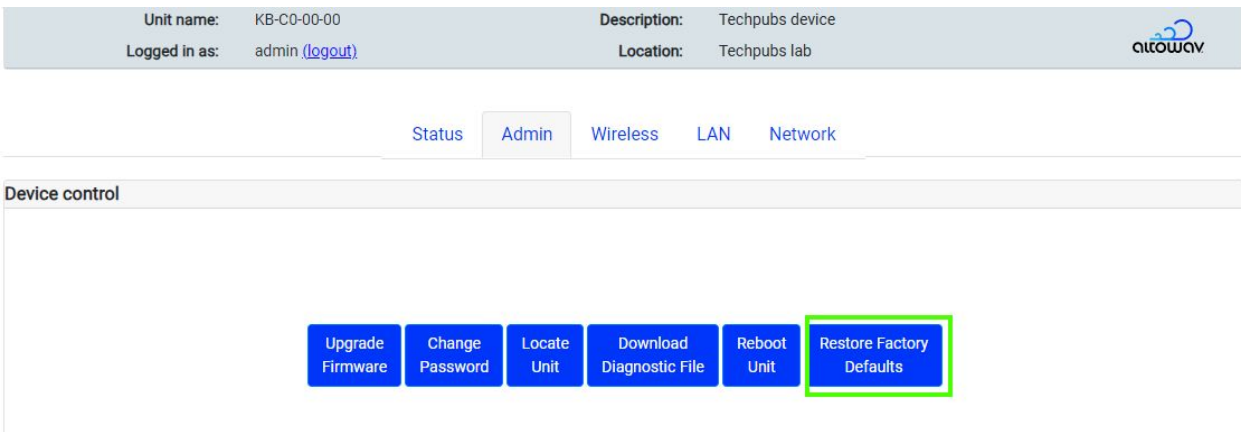 Unit name: KB-C0-00-00 Description: Techpubs device
altowav
Logged in as: admin (logout) Location: Techpubs lab
Status Admin Wireless LAN Network
Device control
Upgrade Firmware
Change Password
Locate Unit
Download Diagnostic File
Reboot Unit
Restore Factory Defaults